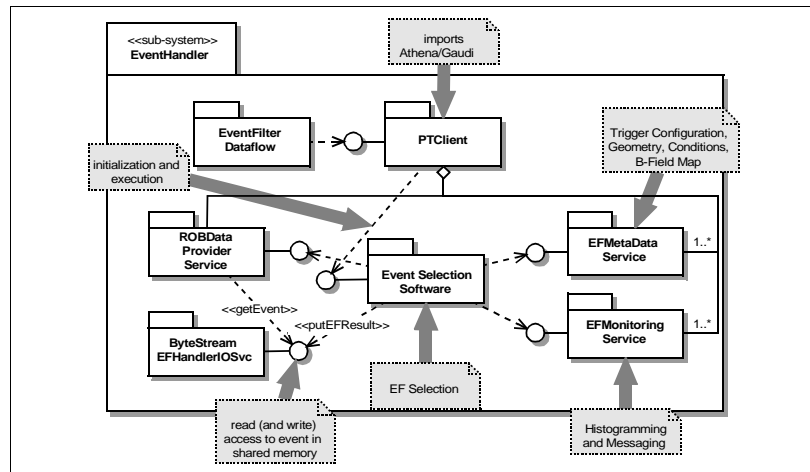 <<sub-system>>
EventHandler
imports
Athena/Gaudi
EventFilter
Dataflow
PTClient
Trigger Configuration,
Geometry, Conditions,
B-Field Map
initialization and
execution
ROBData
Provider
Service
Event Selection
Software
EFMetaData
Service
1..*
<<getEvent>>
<<putEFResult>>
ByteStream
EFHandlerIOSvc
EFMonitoring
Service
1..*
EF Selection
read (and write)
access to event in
shared memory
Histogramming
and Messaging